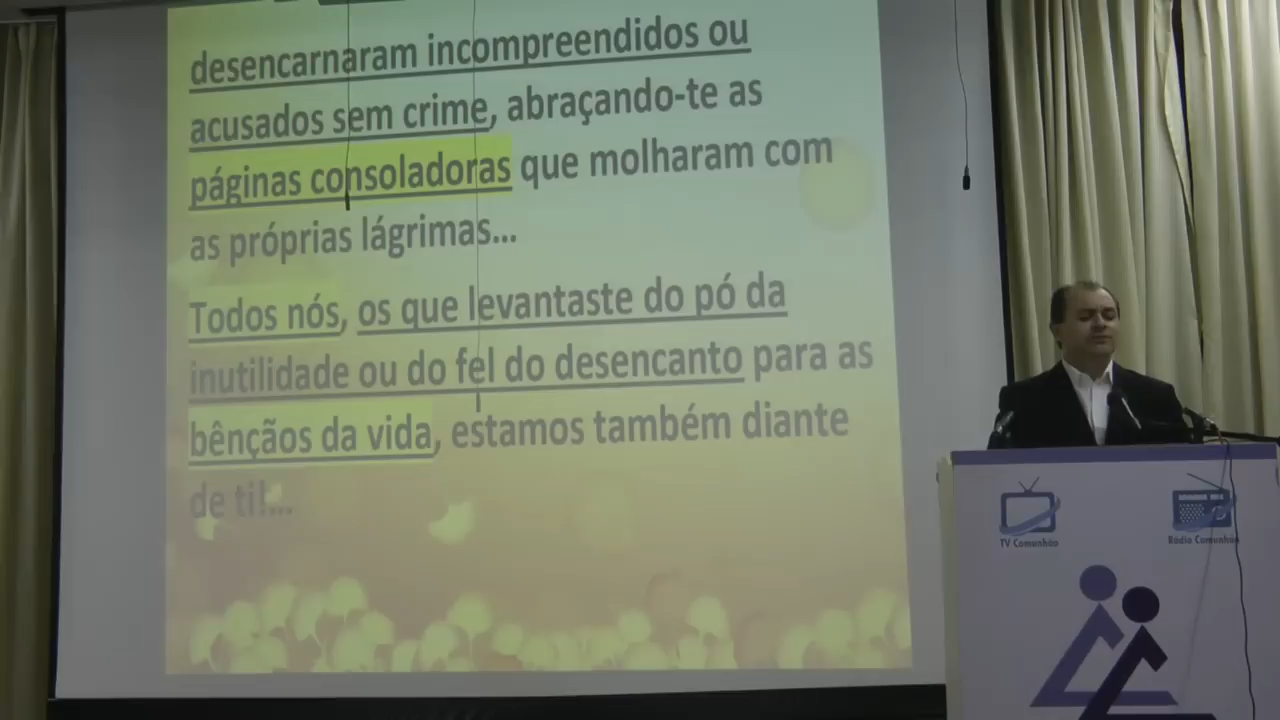 desencarnaram incompreendidos ou
acusados sem crime, abraçando-te as
páginas consoladoras que molharam com
as próprias lágrimas...
Todos nós, os que levantaste do pó da
inutilidade ou do fel do desencanto para as
bênçãos da vida, estamos também diante
de ti!...
TV Comunhão
Rádio Comunhão